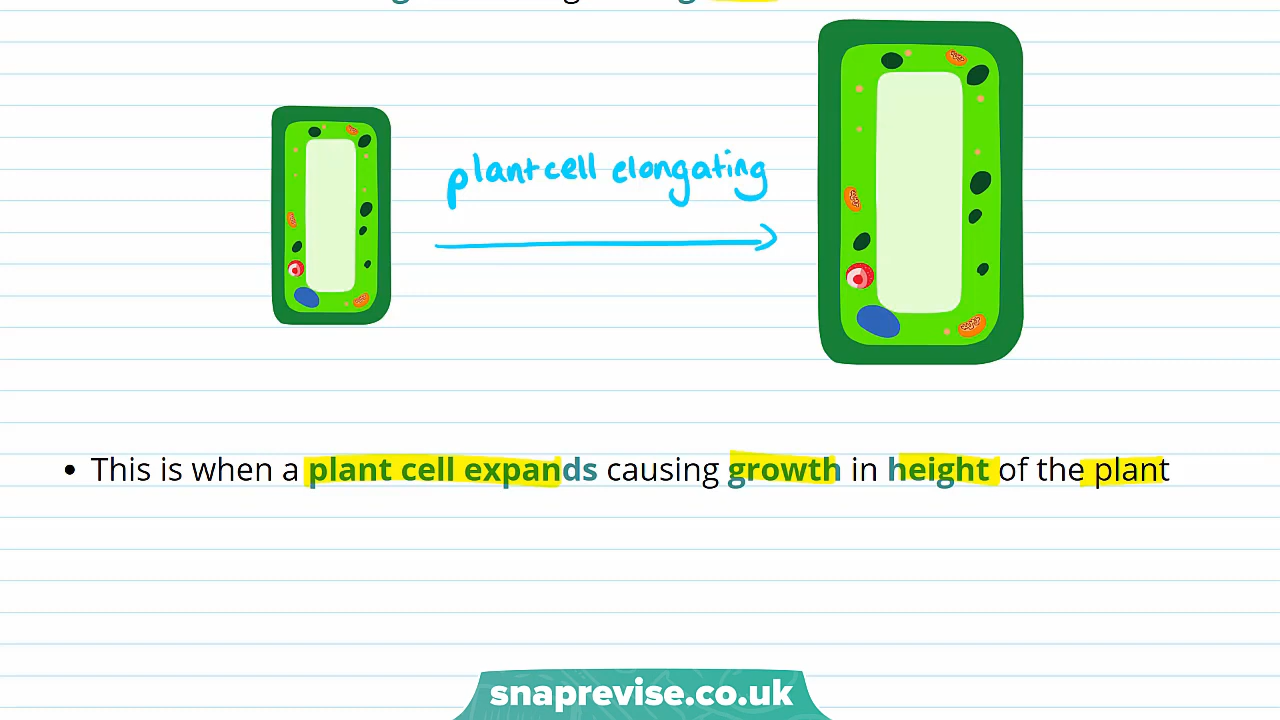 plant cell elongating
• This is when a plant cell expands causing growth in height of the plant
snaprevise.co.uk